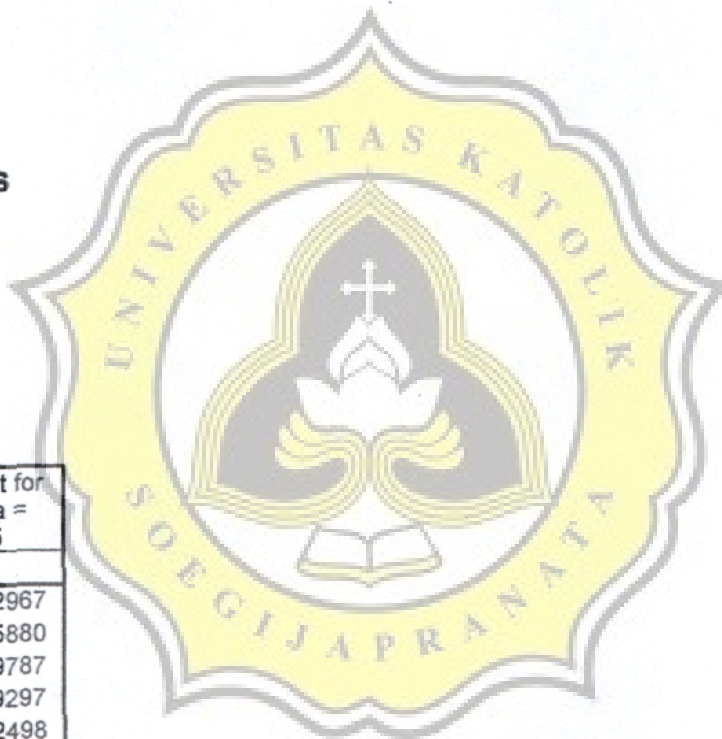 s
UNIVERSITAS KATOLIK
SOEGIJAPRANATA
t for
a =
5
2967
5880
9787
9297
2498